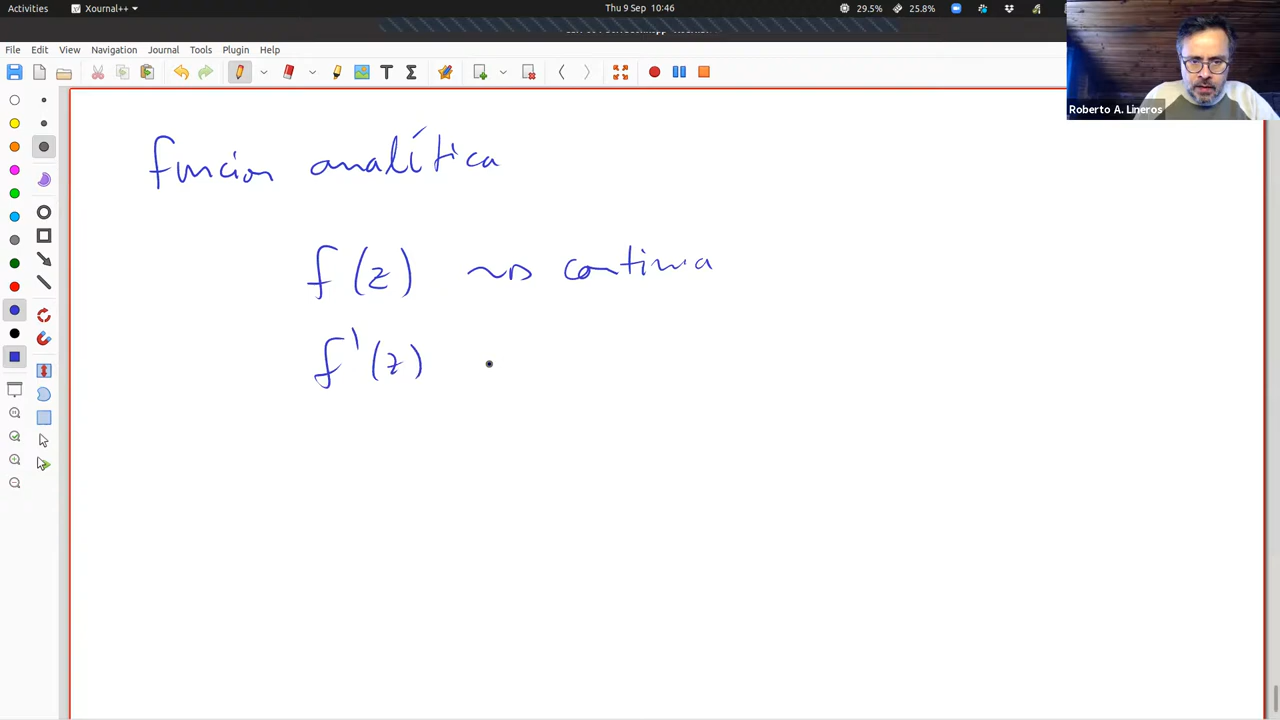 Activities Xournal++ Thu 9 Sep 10:46 29.5% 25.8%
File Edit View Navigation Journal Tools Plugin Help
Roberto A. Lineros
funcion analítica
f(z) ~> continua
f'(z)